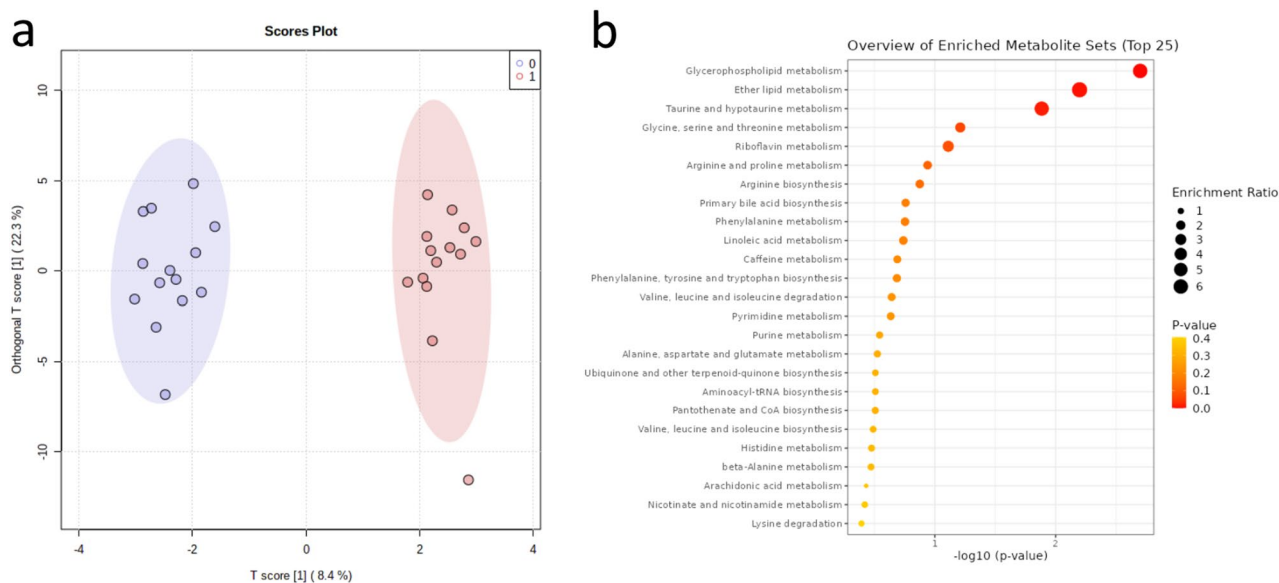 a
Scores Plot
0
1
Orthogonal T score [1] ( 22.3 %)
10
5
0
-5
-10
-4
-2
0
2
4
T score [1] ( 8.4 %)
b
Overview of Enriched Metabolite Sets (Top 25)
Glycerophospholipid metabolism
Ether lipid metabolism
Taurine and hypotaurine metabolism
Glycine, serine and threonine metabolism
Riboflavin metabolism
Arginine and proline metabolism
Arginine biosynthesis
Primary bile acid biosynthesis
Phenylalanine metabolism
Linoleic acid metabolism
Caffeine metabolism
Phenylalanine, tyrosine and tryptophan biosynthesis
Valine, leucine and isoleucine degradation
Pyrimidine metabolism
Purine metabolism
Alanine, aspartate and glutamate metabolism
Ubiquinone and other terpenoid-quinone biosynthesis
Aminoacyl-tRNA biosynthesis
Pantothenate and CoA biosynthesis
Valine, leucine and isoleucine biosynthesis
Histidine metabolism
beta-Alanine metabolism
Arachidonic acid metabolism
Nicotinate and nicotinamide metabolism
Lysine degradation
1
2
-log10 (p-value)
Enrichment Ratio
1
2
3
4
5
6
P-value
0.4
0.3
0.2
0.1
0.0